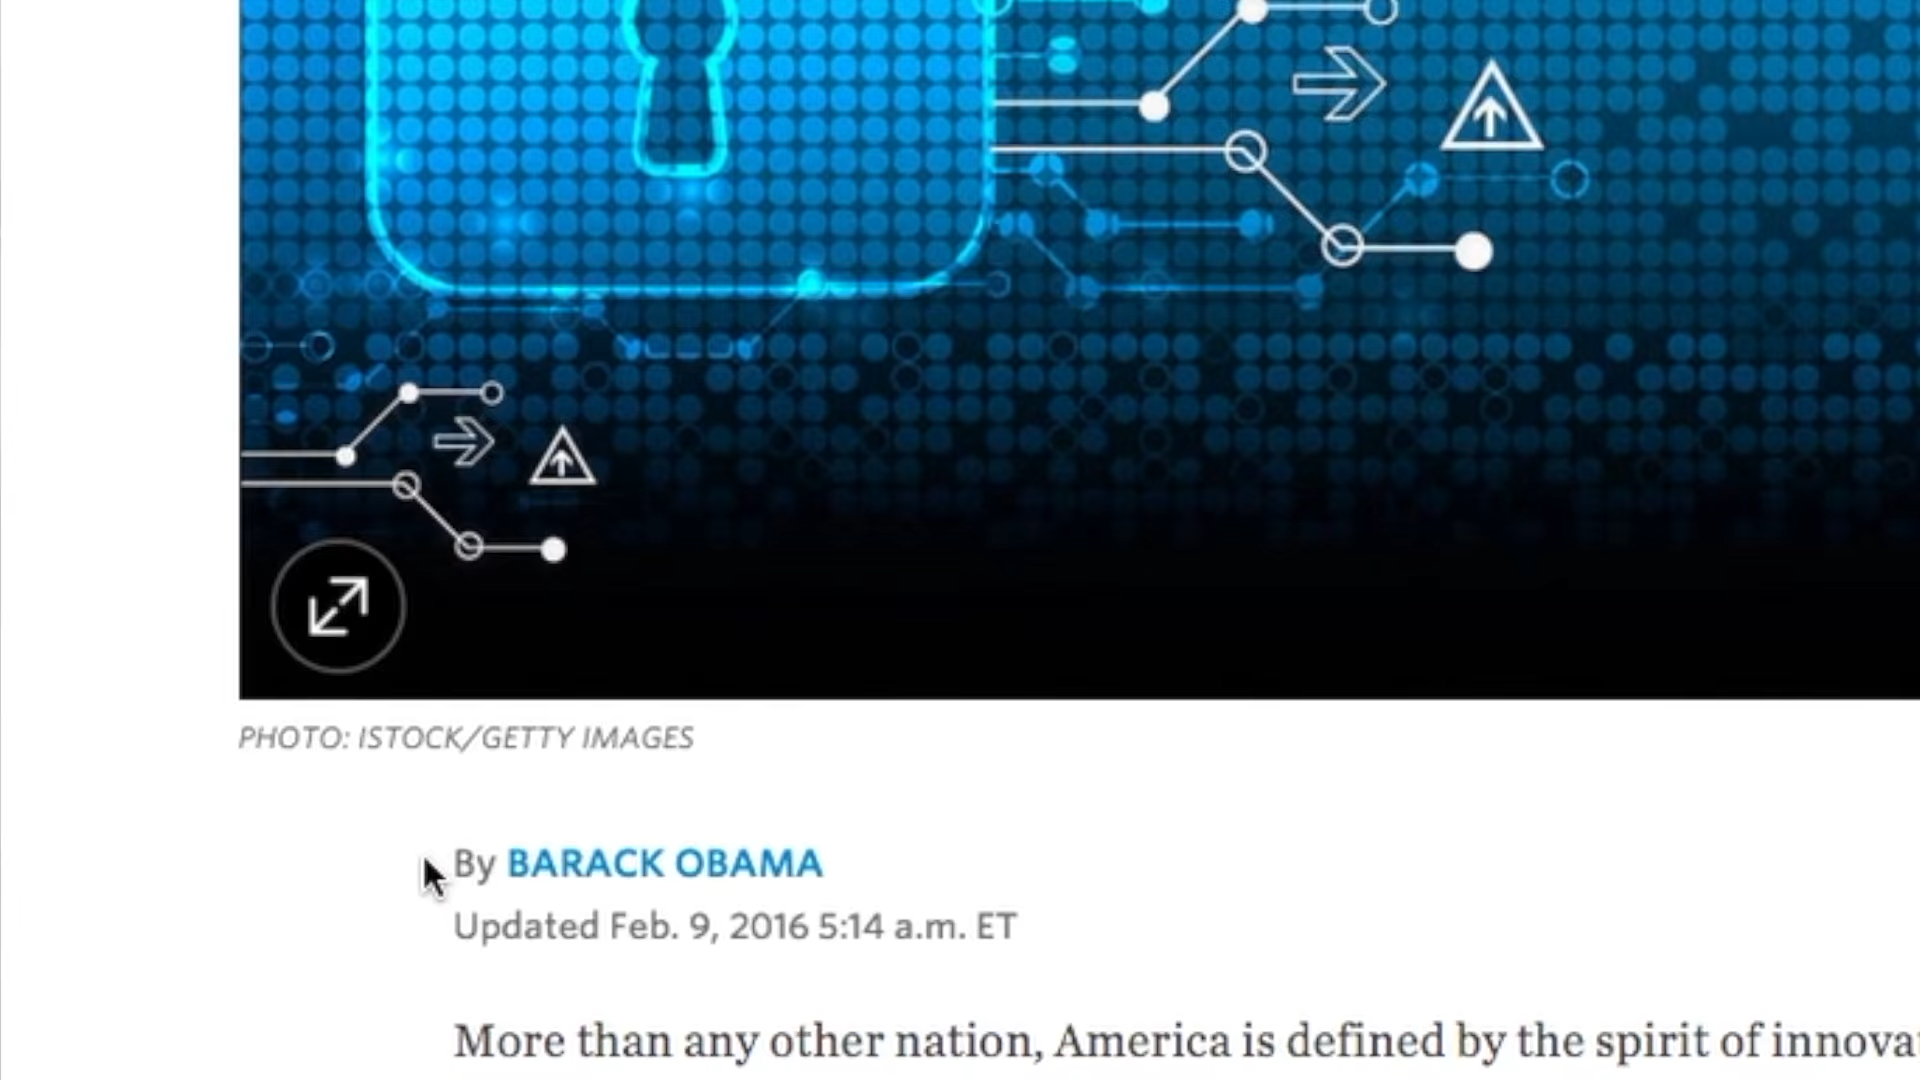 PHOTO: ISTOCK/GETTY IMAGES
By BARACK OBAMA
Updated Feb. 9, 2016 5:14 a.m. ET
More than any other nation, America is defined by the spirit of innova